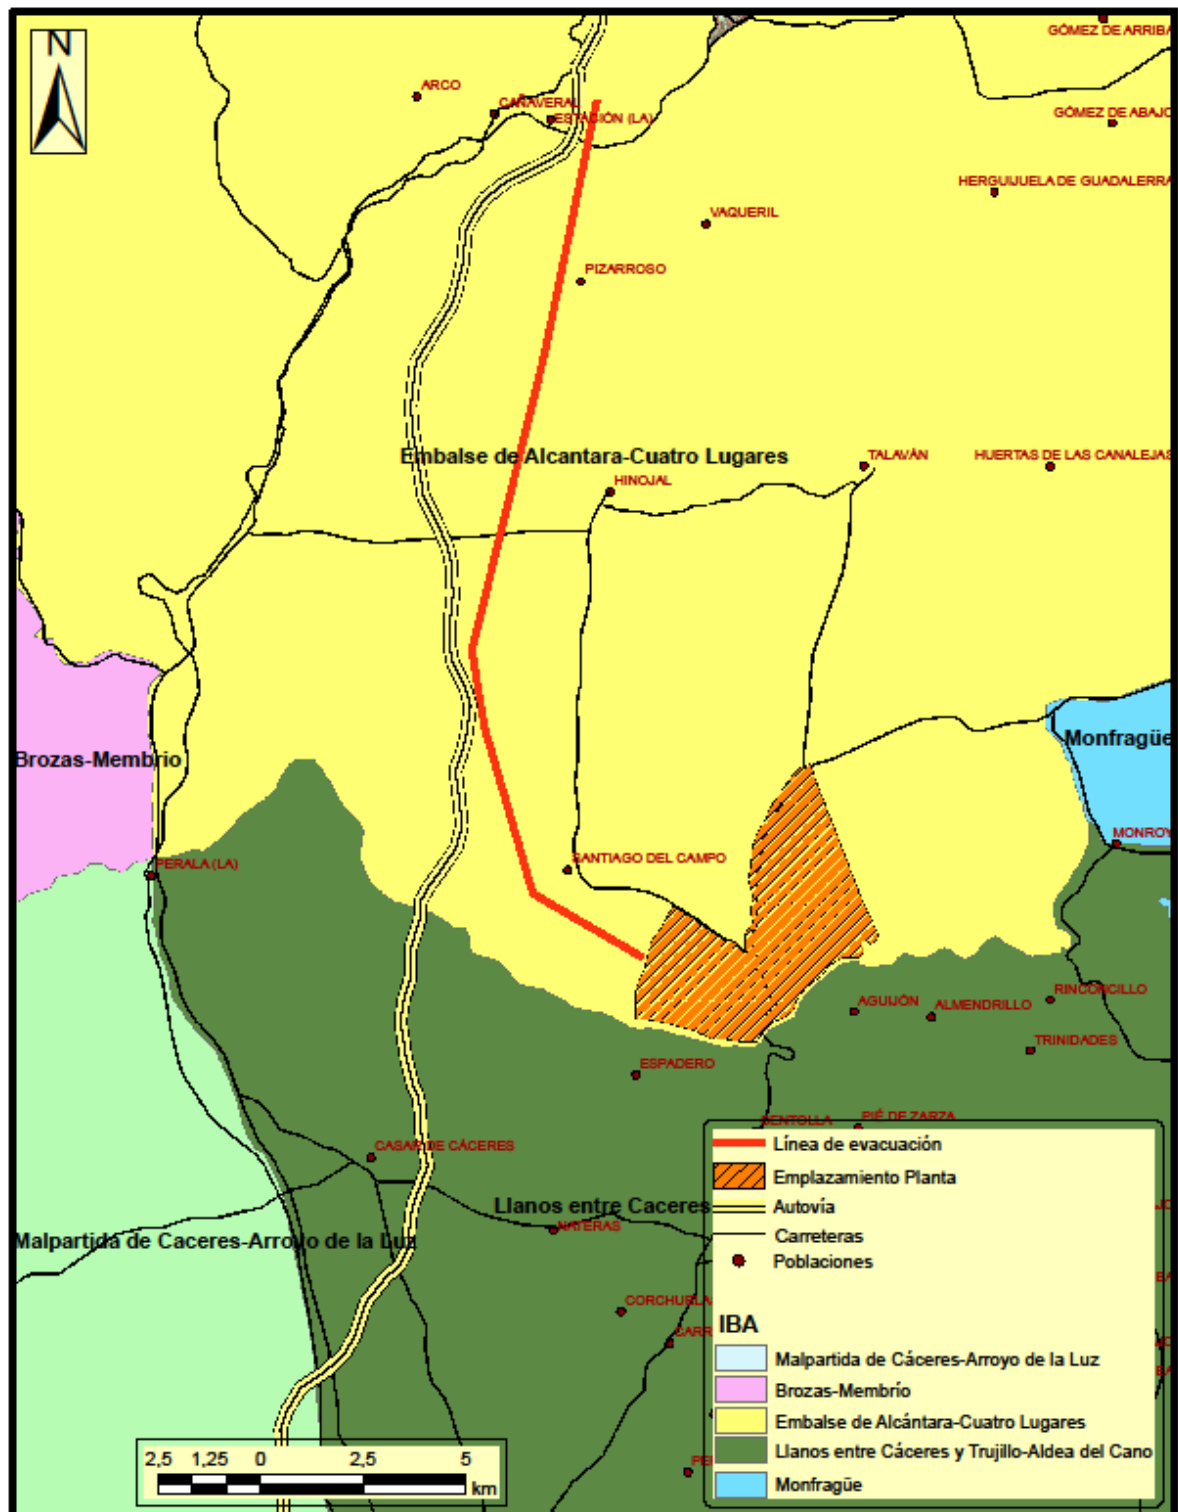 N
GÓMEZ DE ARRIBA
ARCO
CAÑAVERAL
ESTACIÓN (LA)
GÓMEZ DE ABAJO
HERGUIJUELA DE GUADALERRA
VAQUERIL
PIZARROSO
Embalse de Alcantara-Cuatro Lugares
TALAVÁN
HUERTAS DE LAS CANALEJAS
HINOJAL
Brozas-Membrio
Monfragüe
MONROY
PERALA (LA)
SANTIAGO DEL CAMPO
AGUIJÓN
ALMENDRILLO
RINCONCILLO
TRINIDADES
ESPADERO
CENTOLLA
PIÉ DE ZARZA
CASAR DE CÁCERES
Llanos entre Caceres
NATERAS
Malpartida de Caceres-Arroyo de la Luz
CORCHUELA
Línea de evacuación
Emplazamiento Planta
Autovía
Carreteras
Poblaciones
IBA
Malpartida de Cáceres-Arroyo de la Luz
Brozas-Membrío
Embalse de Alcántara-Cuatro Lugares
Llanos entre Cáceres y Trujillo-Aldea del Cano
Monfragüe
2,5 1,25 0 2,5 5
km